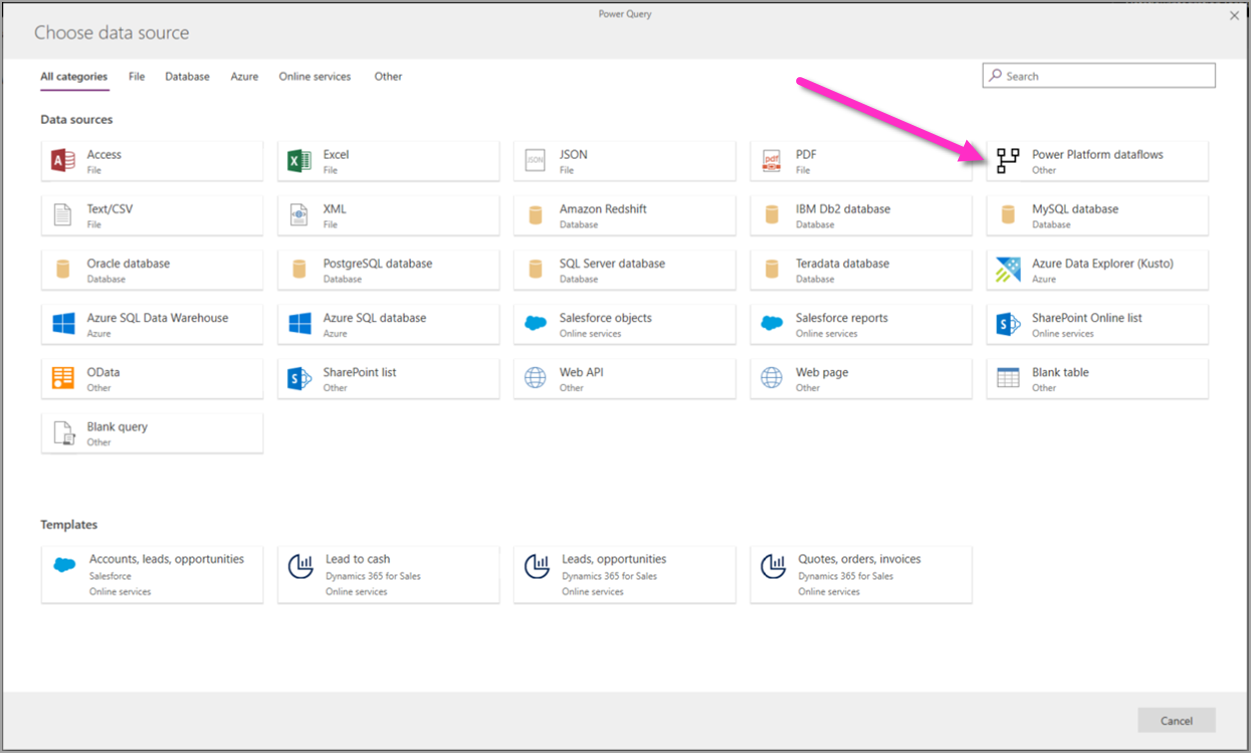 Power Query
Choose data source
All categories File Database Azure Online services Other
Search
Data sources
Access
File
Excel
File
JSON
JSON
File
pdf
PDF
File
Power Platform dataflows
Other
Text/CSV
File
XML
File
Amazon Redshift
Database
IBM Db2 database
Database
MySQL database
Database
Oracle database
Database
PostgreSQL database
Database
SQL Server database
Database
Teradata database
Database
Azure Data Explorer (Kusto)
Azure
Azure SQL Data Warehouse
Azure
Azure SQL database
Azure
Salesforce objects
Online services
Salesforce reports
Online services
SharePoint Online list
Online services
OData
Other
SharePoint list
Other
Web API
Other
Web page
Other
Blank table
Other
Blank query
Other
Templates
Accounts, leads, opportunities
Salesforce
Online services
Lead to cash
Dynamics 365 for Sales
Online services
Leads, opportunities
Dynamics 365 for Sales
Online services
Quotes, orders, invoices
Dynamics 365 for Sales
Online services
Cancel